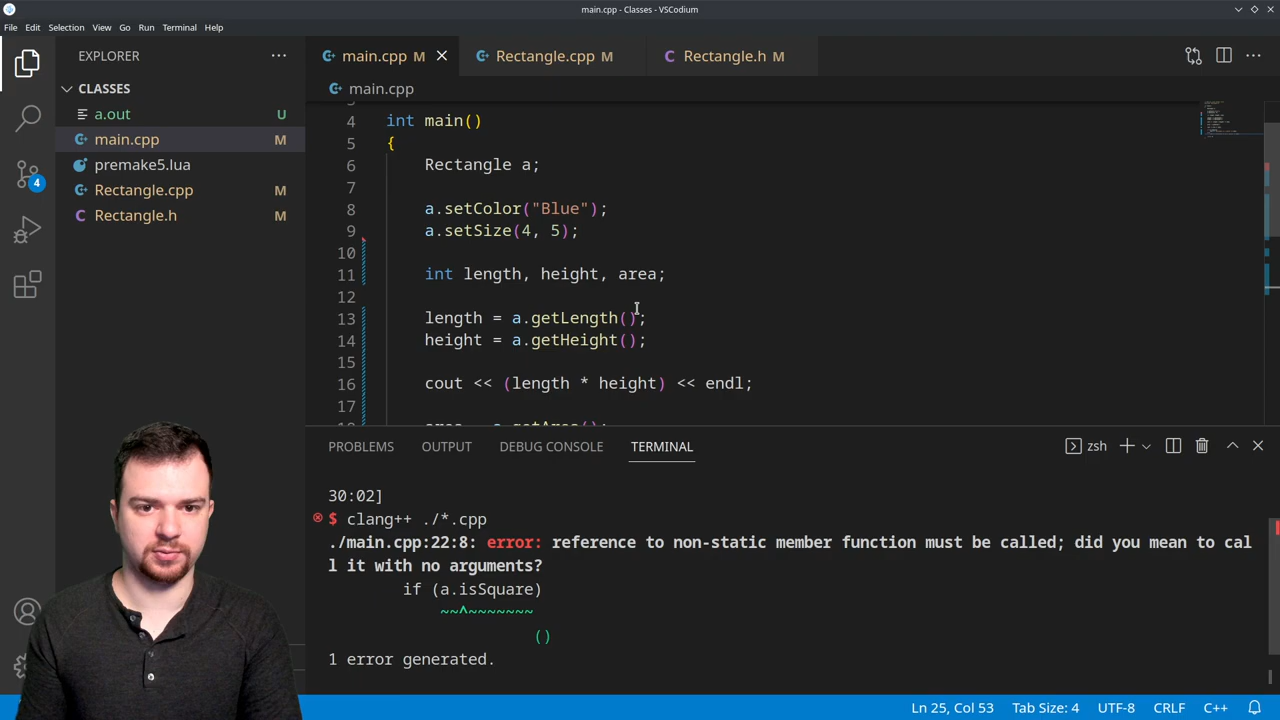 main.cpp - Classes - VSCodium
File Edit Selection View Go Run Terminal Help
EXPLORER
CLASSES
a.out U
main.cpp M
premake5.lua
Rectangle.cpp M
Rectangle.h M
4
main.cpp M Rectangle.cpp M Rectangle.h M
main.cpp
4 int main()
5 {
6 Rectangle a;
7
8 a.setColor("Blue");
9 a.setSize(4, 5);
10
11 int length, height, area;
12
13 length = a.getLength();
14 height = a.getHeight();
15
16 cout << (length * height) << endl;
17
18 area = a.getArea();
PROBLEMS OUTPUT DEBUG CONSOLE TERMINAL
zsh
30:02]
$ clang++ ./*.cpp
./main.cpp:22:8: error: reference to non-static member function must be called; did you mean to cal
l it with no arguments?
if (a.isSquare)
~~^~~~~~~~
()
1 error generated.
Ln 25, Col 53 Tab Size: 4 UTF-8 CRLF C++